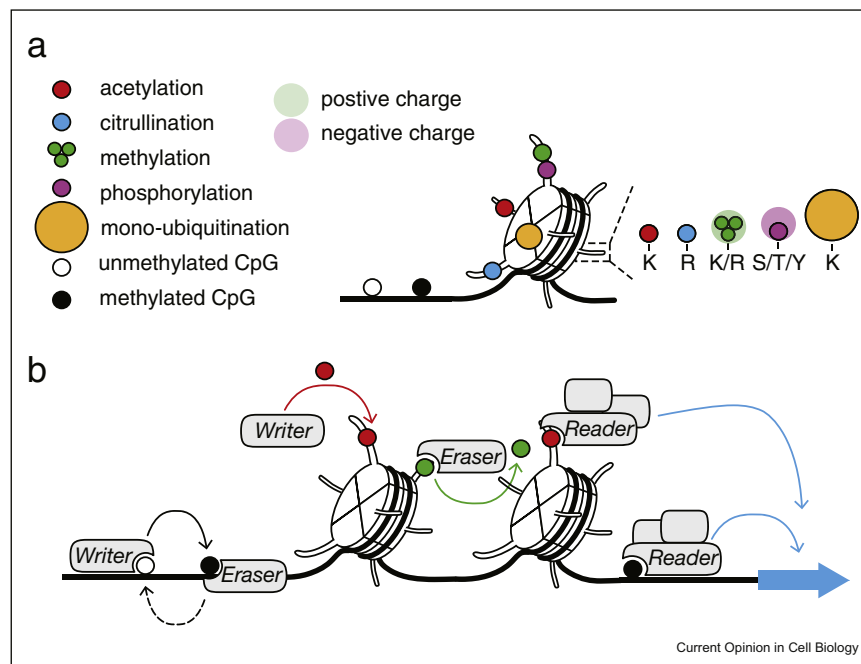 a
acetylation
citrullination
methylation
phosphorylation
mono-ubiquitination
unmethylated CpG
methylated CpG
postive charge
negative charge
K R K/R S/T/Y K
b
Writer
Eraser
Reader
Writer
Eraser
Reader
Current Opinion in Cell Biology